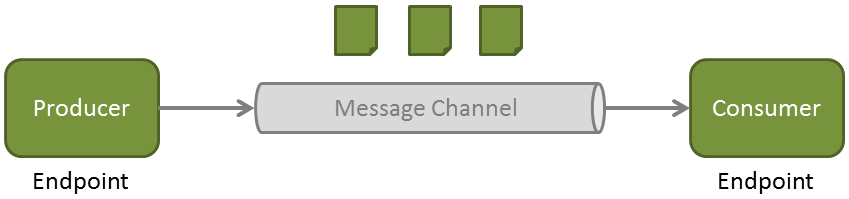 Producer
Message Channel
Consumer
Endpoint
Endpoint